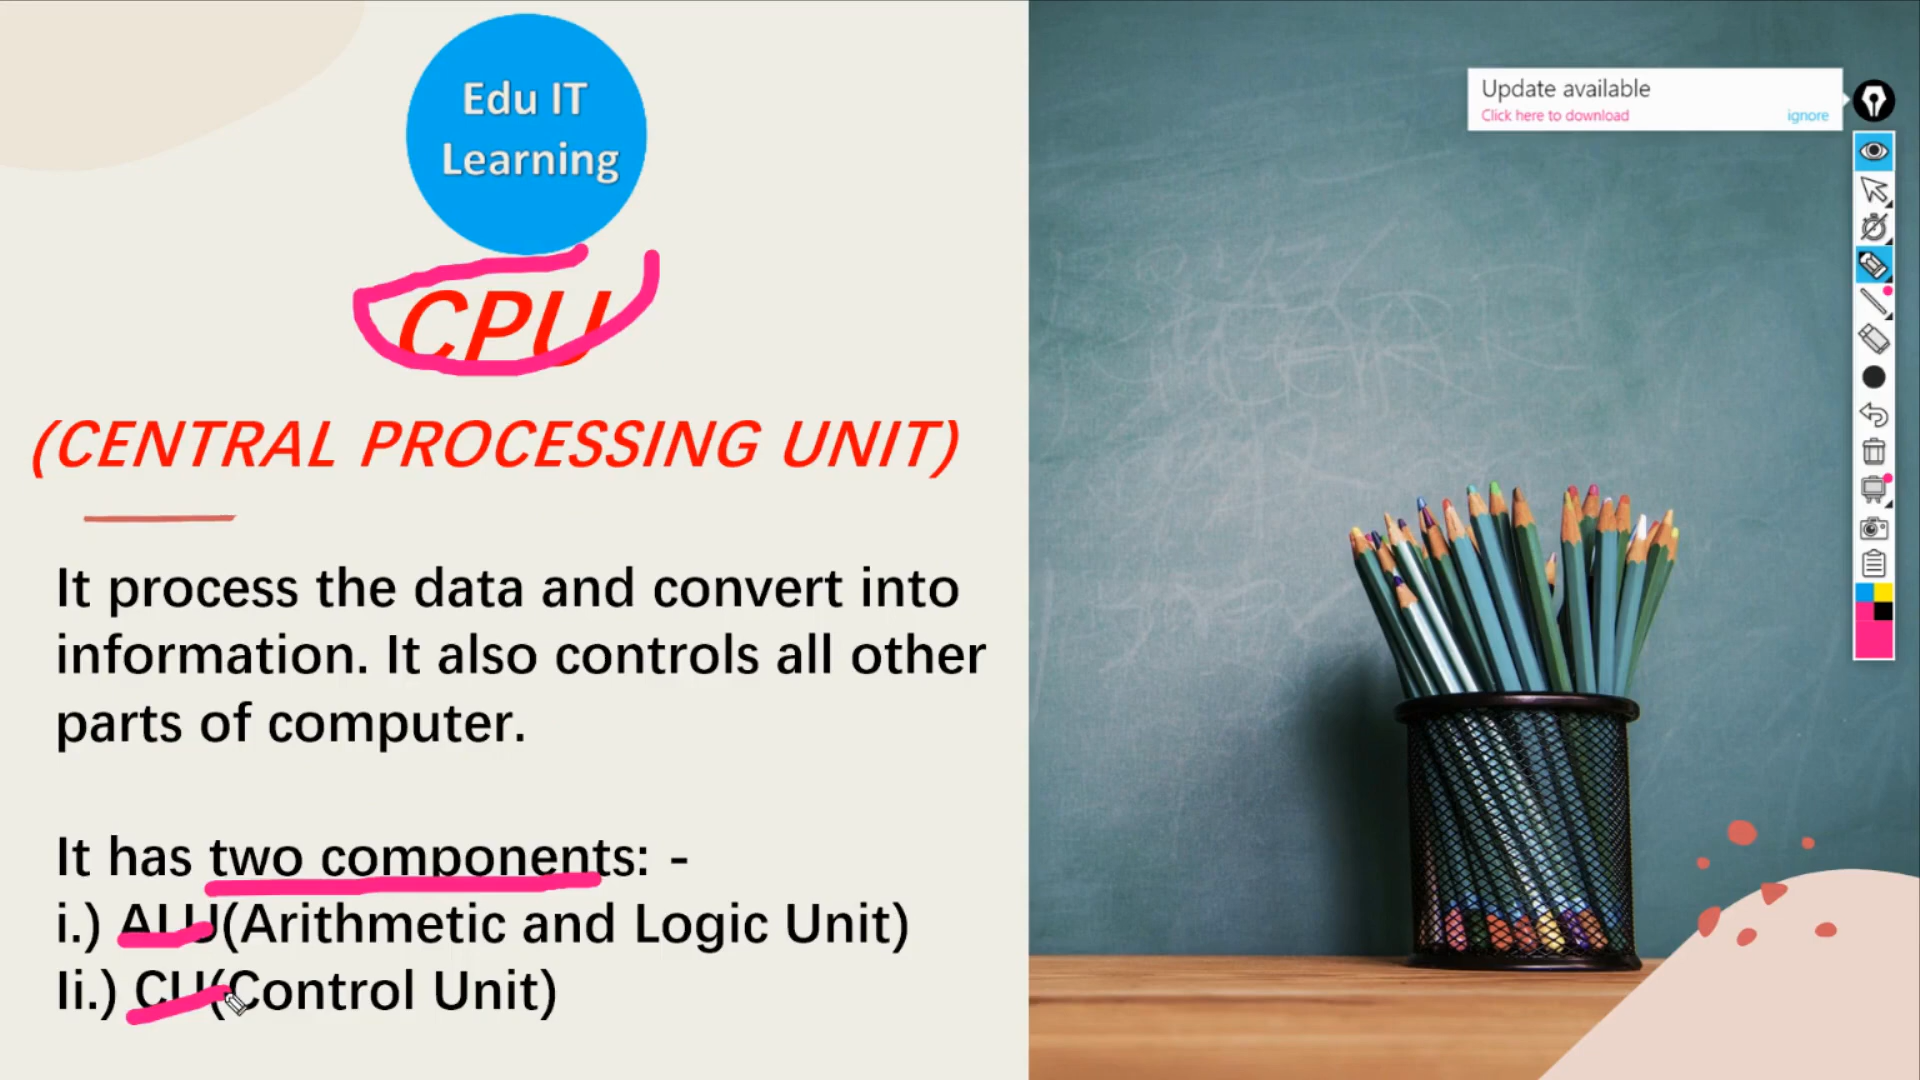 Edu IT
Learning
CPU
(CENTRAL PROCESSING UNIT)
It process the data and convert into
information. It also controls all other
parts of computer.
It has two components: -
i.) ALU(Arithmetic and Logic Unit)
Ii.) CU(Control Unit)
Update available
Click here to download
ignore